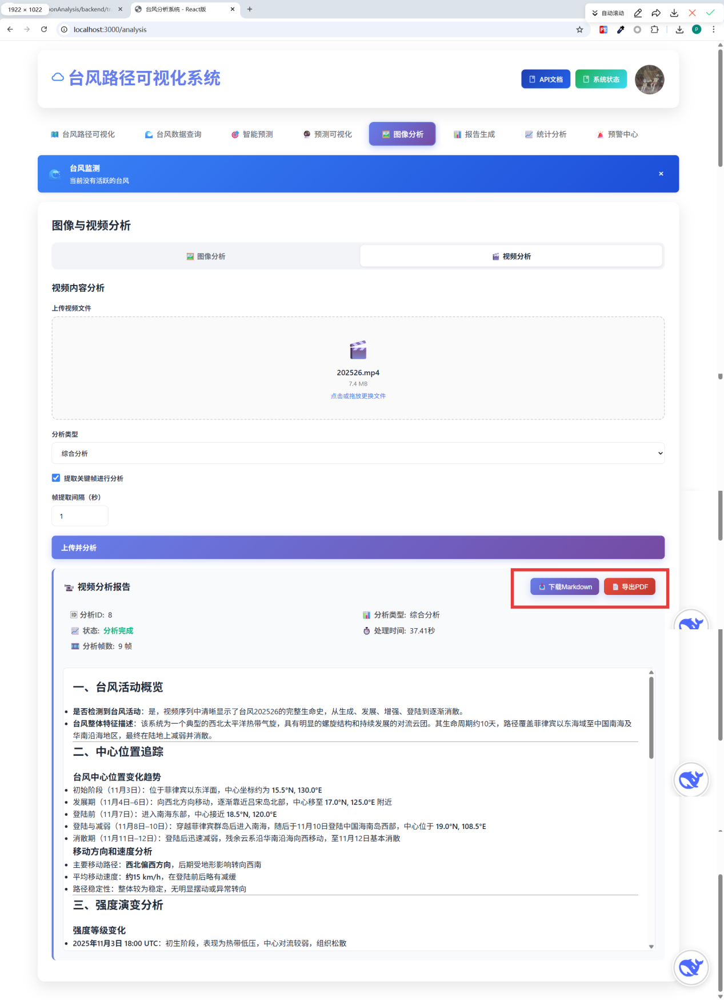 1922 × 1022
onAnalysis/backend/tr
台风分析系统 - React版
自动滚动
localhost:3000/analysis
FE
P
台风路径可视化系统
API文档
系统状态
台风路径可视化
台风数据查询
智能预测
预测可视化
图像分析
报告生成
统计分析
预警中心
台风监测
当前没有活跃的台风
图像与视频分析
图像分析
视频分析
视频内容分析
上传视频文件
202526.mp4
7.4 MB
点击或拖放更换文件
分析类型
综合分析
提取关键帧进行分析
帧提取间隔（秒）
1
上传并分析
视频分析报告
下载Markdown
导出PDF
ID 分析ID: 8
分析类型: 综合分析
状态: 分析完成
处理时间: 37.41秒
分析帧数: 9 帧
一、台风活动概览
是否检测到台风活动：是，视频序列中清晰显示了台风202526的完整生命史，从生成、发展、增强、登陆到逐渐消散。
台风整体特征描述：该系统为一个典型的西北太平洋热带气旋，具有明显的螺旋结构和持续发展的对流云团。其生命周期约10天，路径覆盖菲律宾以东海域至中国南海及
华南沿海地区，最终在陆地上减弱并消散。
二、中心位置追踪
台风中心位置变化趋势
初始阶段（11月3日）：位于菲律宾以东洋面，中心坐标约为 15.5°N, 130.0°E
发展期（11月4日–6日）：向西北方向移动，逐渐靠近吕宋岛北部，中心移至 17.0°N, 125.0°E 附近
登陆前（11月7日）：进入南海东部，中心接近 18.5°N, 120.0°E
登陆与减弱（11月8日–10日）：穿越菲律宾群岛后进入南海，随后于11月10日登陆中国海南岛西部，中心位于 19.0°N, 108.5°E
消散期（11月11日–12日）：登陆后迅速减弱，残余云系沿华南沿海向西移动，至11月12日基本消散
移动方向和速度分析
主要移动路径：西北偏西方向，后期受地形影响转向西南
平均移动速度：约15 km/h，在登陆前后略有减缓
路径稳定性：整体较为稳定，无明显摆动或异常转向
三、强度演变分析
强度等级变化
2025年11月3日 18:00 UTC：初生阶段，表现为热带低压，中心对流较弱，组织松散